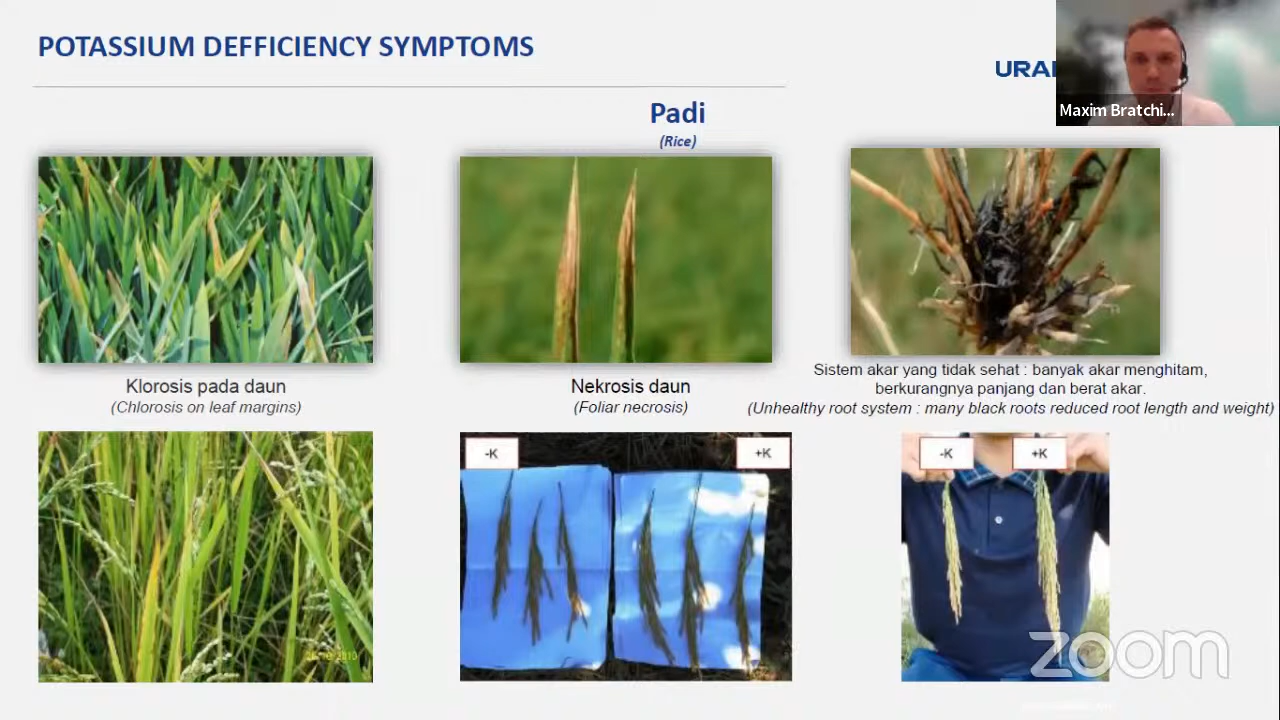 POTASSIUM DEFFICIENCY SYMPTOMS
URAL
Maxim Bratchi...
Padi
(Rice)
Klorosis pada daun
(Chlorosis on leaf margins)
Nekrosis daun
(Foliar necrosis)
Sistem akar yang tidak sehat : banyak akar menghitam,
berkurangnya panjang dan berat akar.
(Unhealthy root system : many black roots reduced root length and weight)
-K
+K
-K
+K
zoom